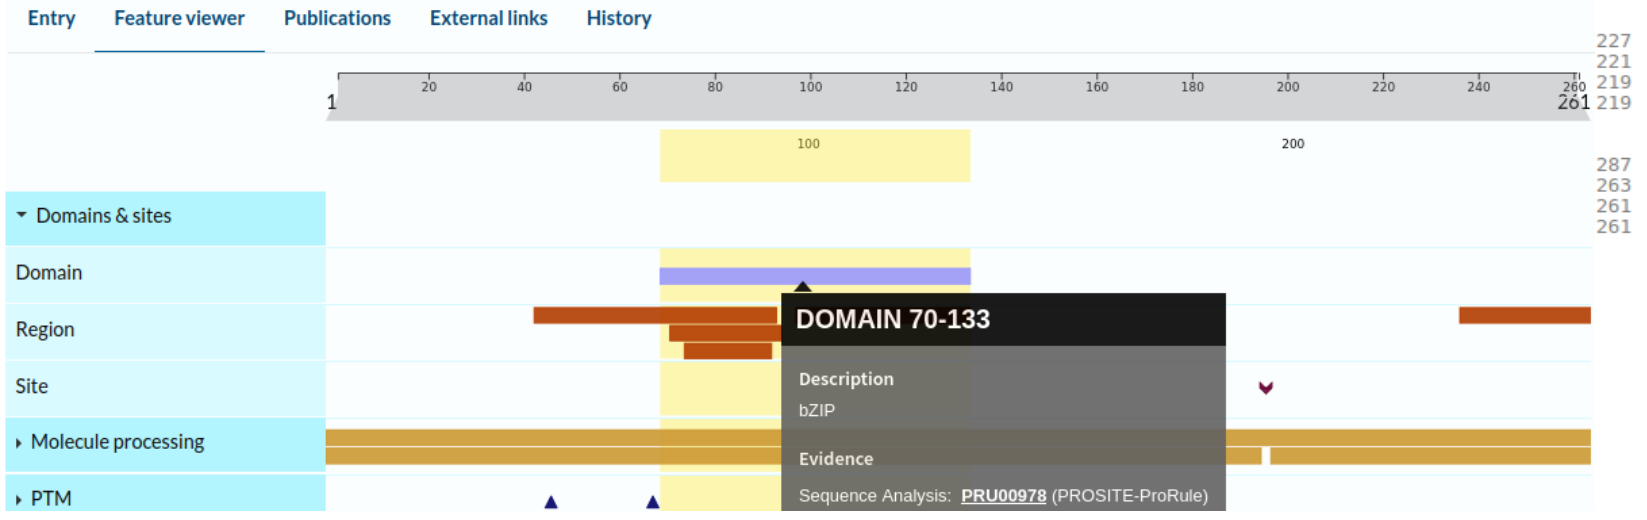 Entry Feature viewer Publications External links History
227
221
20 40 60 80 100 120 140 160 180 200 220 240 260 219
1 261 219
100 200
287
263
261
261
Domains & sites
Domain
Region
DOMAIN 70-133
Site
Description
bZIP
Molecule processing
Evidence
PTM
Sequence Analysis: PRU00978 (PROSITE-ProRule)